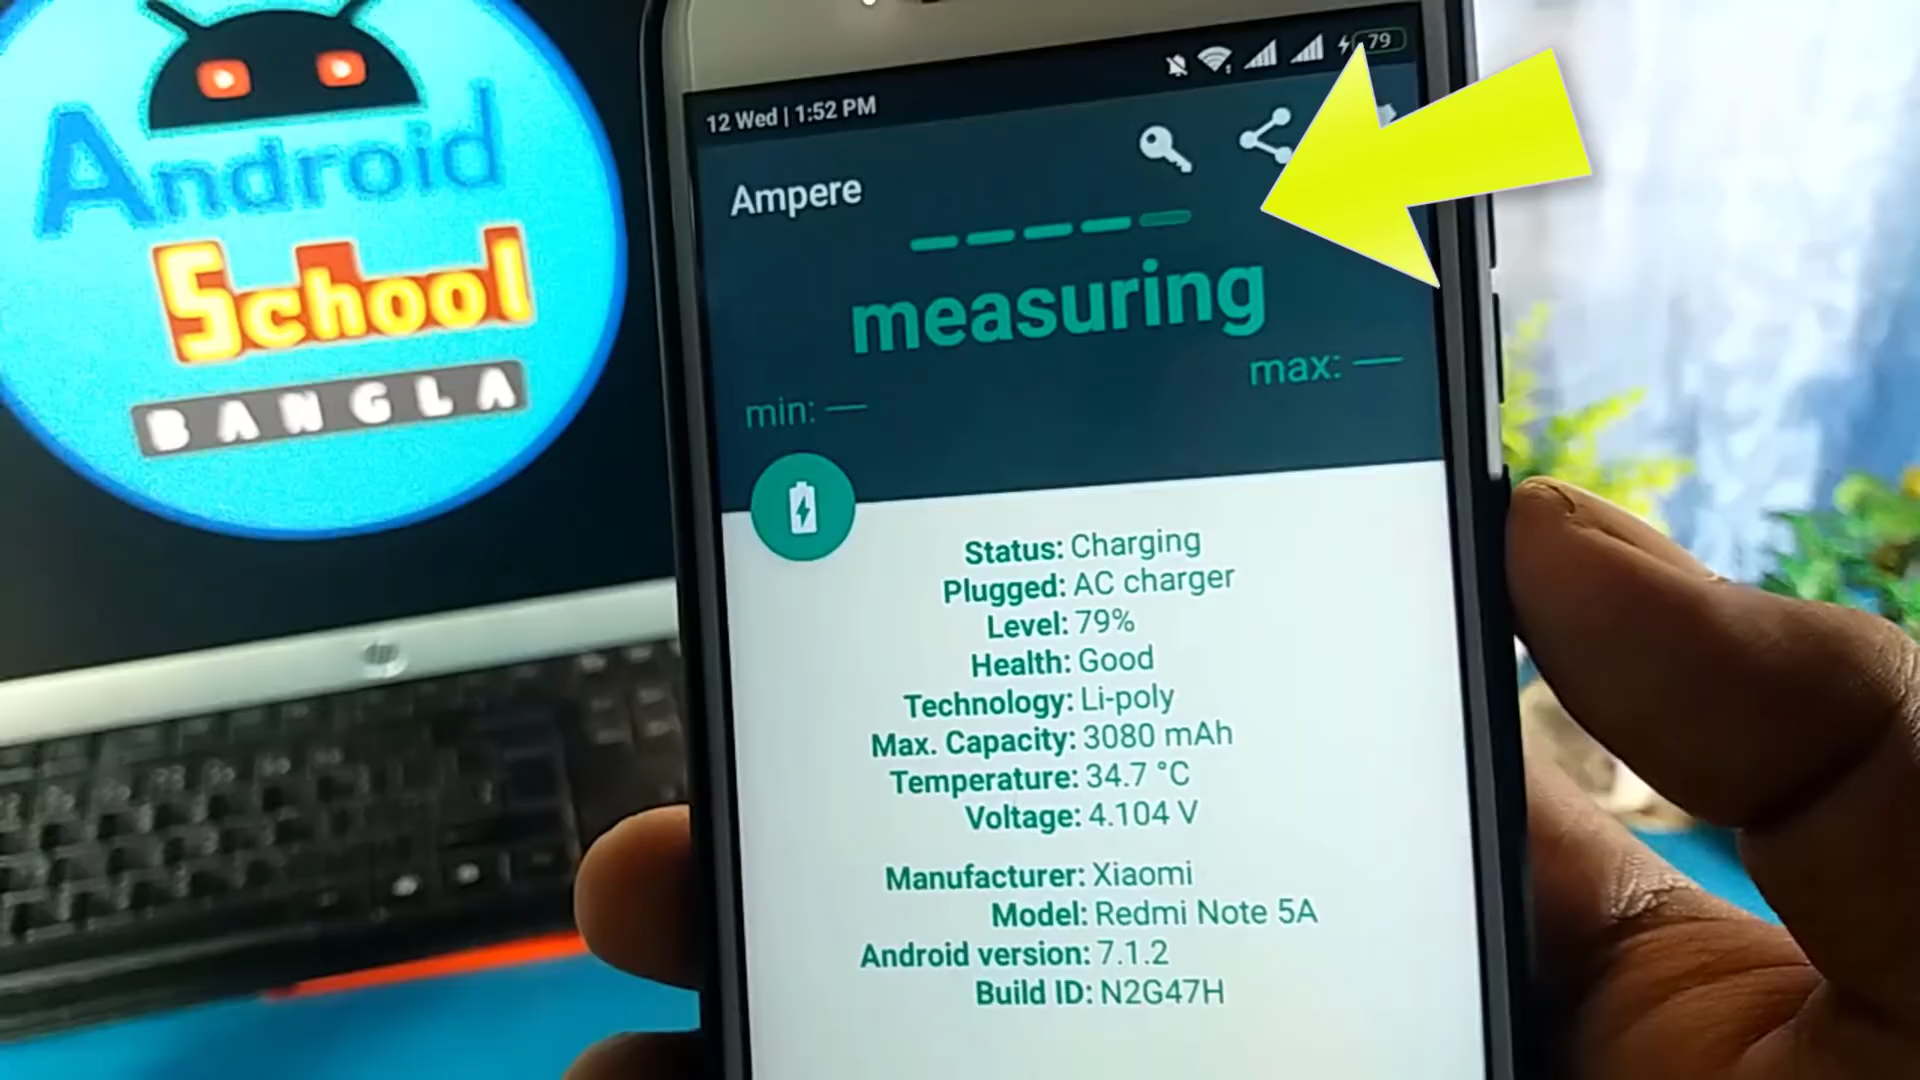 Android
School
BANGLA
12 Wed | 1:52 PM
79
Ampere
measuring
min: —
max: —
Status: Charging
Plugged: AC charger
Level: 79%
Health: Good
Technology: Li-poly
Max. Capacity: 3080 mAh
Temperature: 34.7 °C
Voltage: 4.104 V
Manufacturer: Xiaomi
Model: Redmi Note 5A
Android version: 7.1.2
Build ID: N2G47H